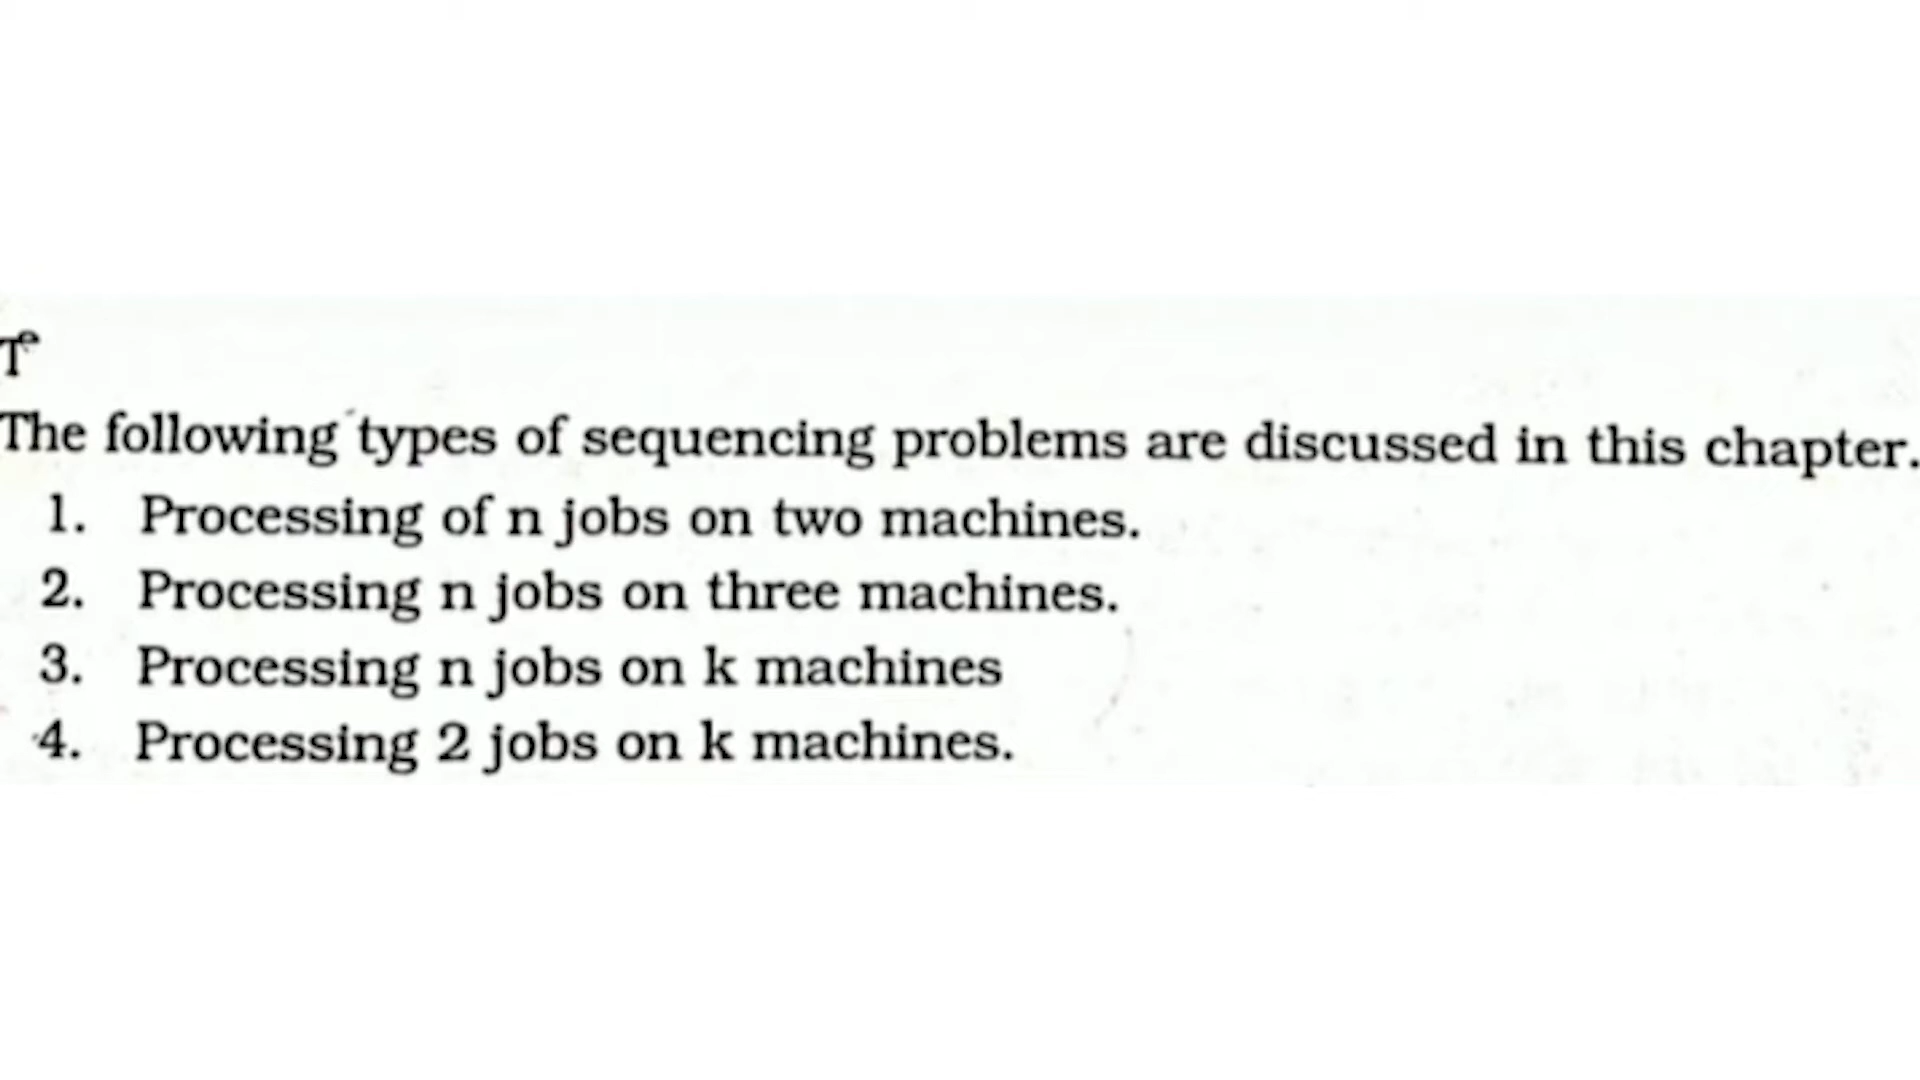 The following types of sequencing problems are discussed in this chapter.
1. Processing of n jobs on two machines.
2. Processing n jobs on three machines.
3. Processing n jobs on k machines
4. Processing 2 jobs on k machines.